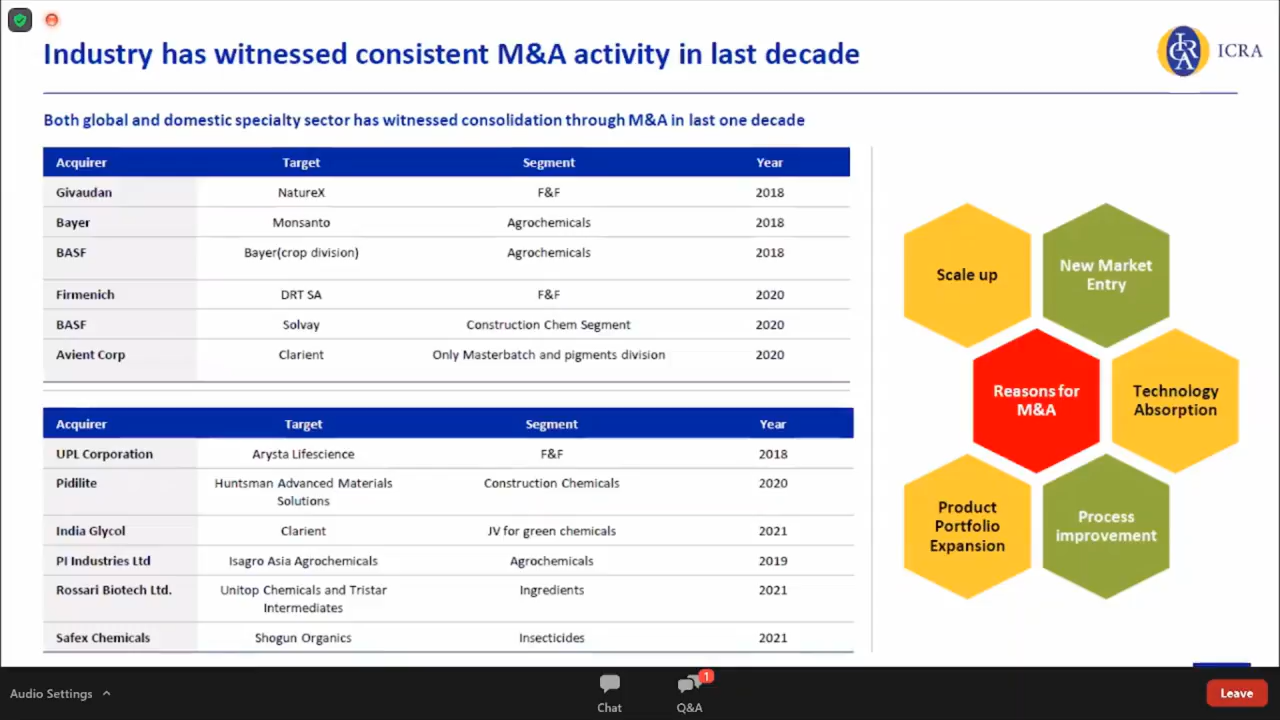 Industry has witnessed consistent M&A activity in last decade
ICRA
ICRA
Both global and domestic specialty sector has witnessed consolidation through M&A in last one decade
Acquirer Target Segment Year
Givaudan NatureX F&F 2018
Bayer Monsanto Agrochemicals 2018
BASF Bayer(crop division) Agrochemicals 2018
Firmenich DRT SA F&F 2020
BASF Solvay Construction Chem Segment 2020
Avient Corp Clarient Only Masterbatch and pigments division 2020
Acquirer Target Segment Year
UPL Corporation Arysta Lifescience F&F 2018
Pidilite Huntsman Advanced Materials Construction Chemicals 2020
Solutions
India Glycol Clarient JV for green chemicals 2021
PI Industries Ltd Isagro Asia Agrochemicals Agrochemicals 2019
Rossari Biotech Ltd. Unitop Chemicals and Tristar Ingredients 2021
Intermediates
Safex Chemicals Shogun Organics Insecticides 2021
Scale up
New Market
Entry
Reasons for
M&A
Technology
Absorption
Product
Portfolio
Expansion
Process
improvement
Audio Settings
Chat
1
Q&A
Leave